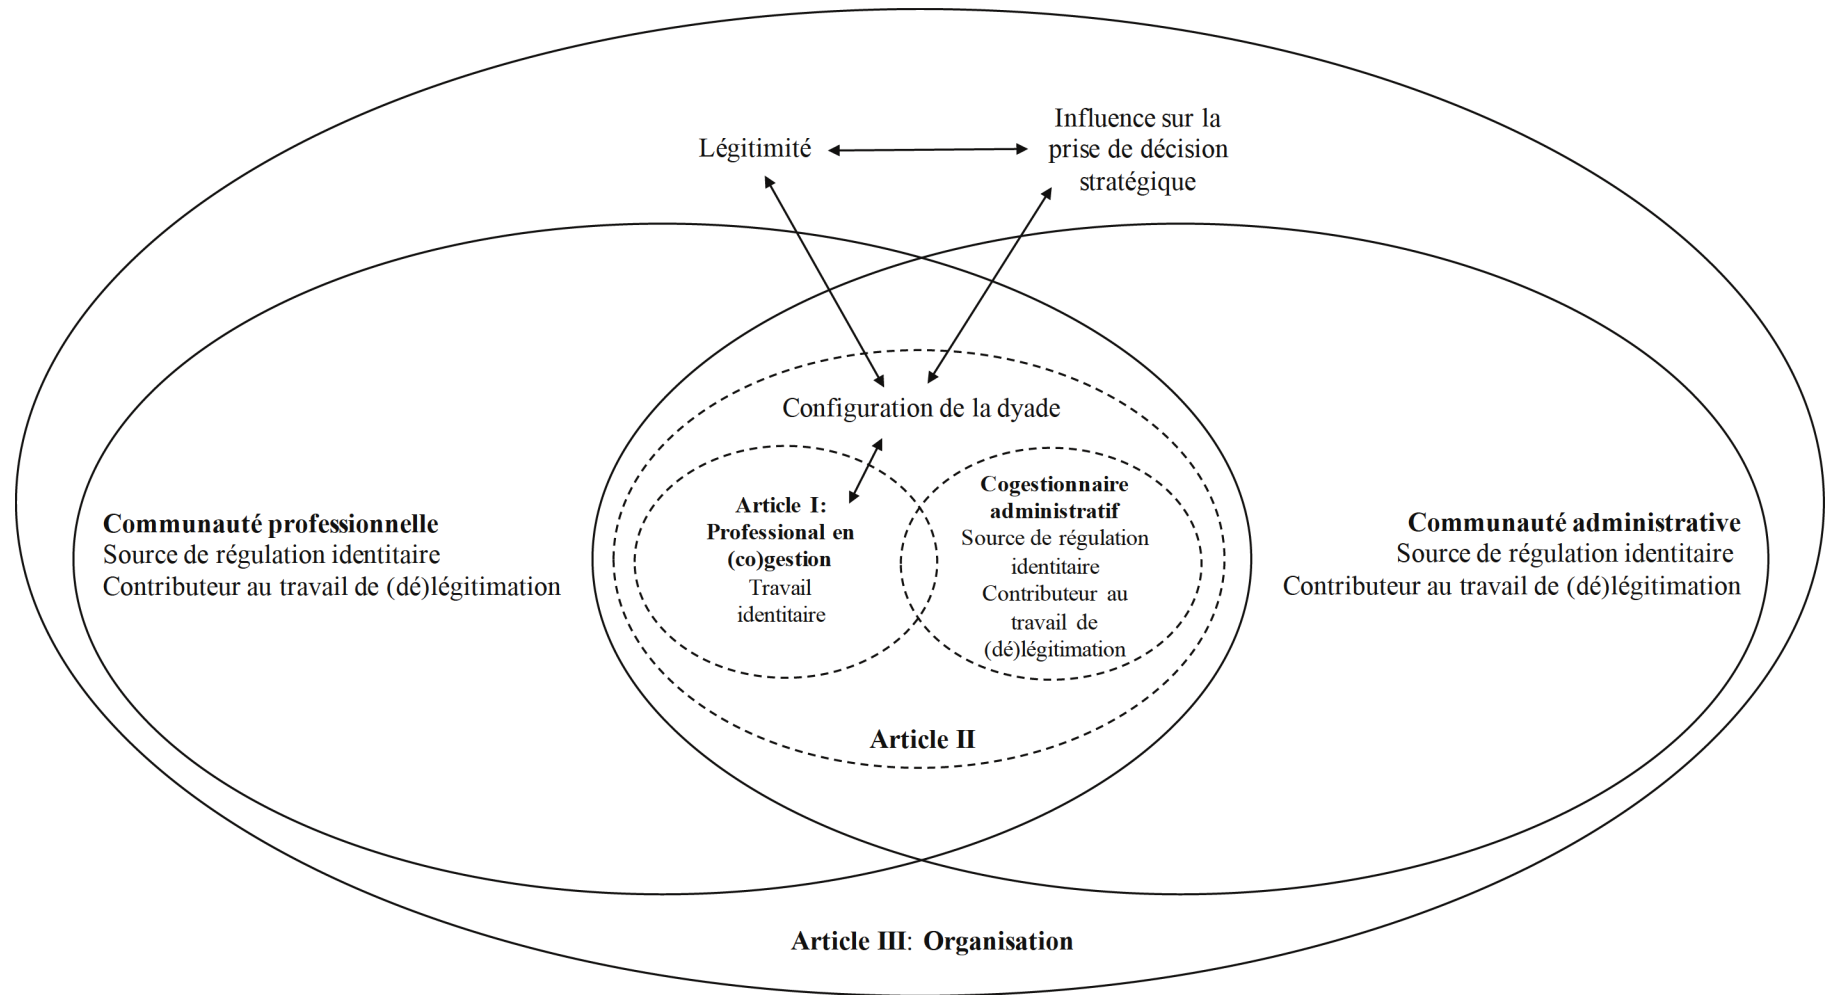 Légitimité
Influence sur la
prise de décision
stratégique
Configuration de la dyade
Communauté professionnelle
Source de régulation identitaire
Contributeur au travail de (dé)légitimation
Article I:
Professional en
(co)gestion
Travail
identitaire
Cogestionnaire
administratif
Source de régulation
identitaire
Contributeur au
travail de
(dé)légitimation
Communauté administrative
Source de régulation identitaire
Contributeur au travail de (dé)légitimation
Article II
Article III: Organisation